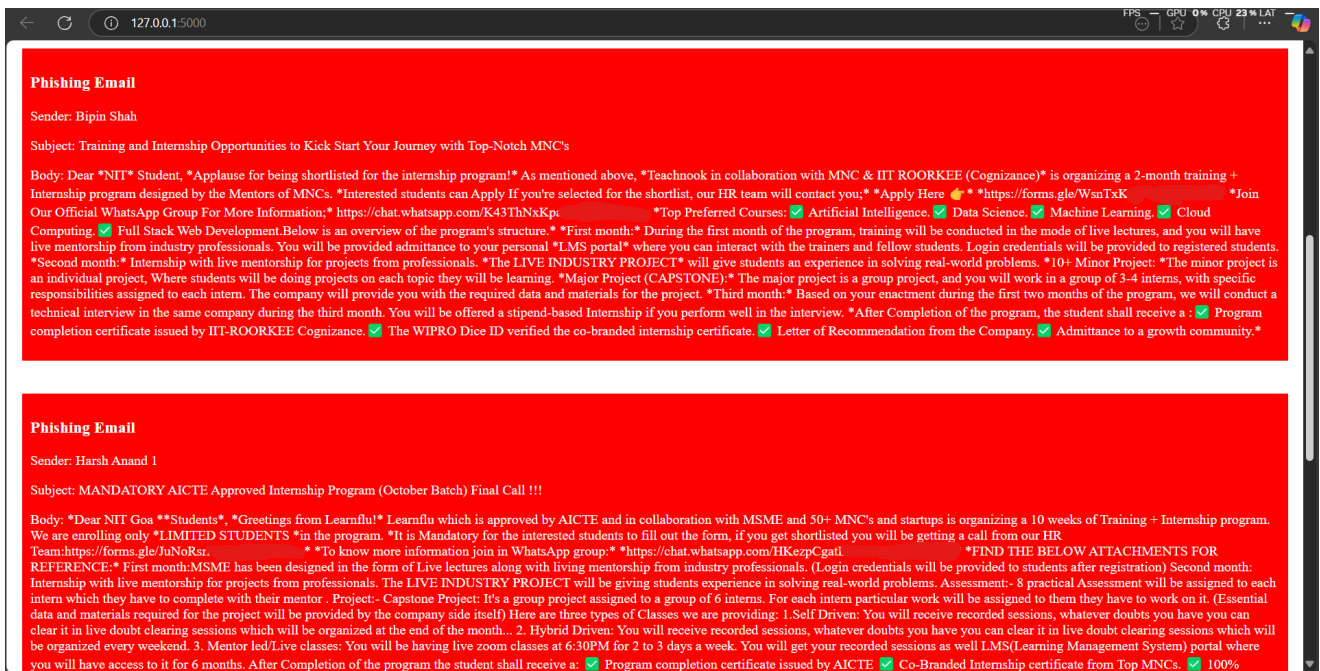 127.0.0.1:5000
FPS — GPU 0% CPU 23% LAT —
Phishing Email
Sender: Bipin Shah
Subject: Training and Internship Opportunities to Kick Start Your Journey with Top-Notch MNC's
Body: Dear *NIT* Student, *Applause for being shortlisted for the internship program!* As mentioned above, *Teachnook in collaboration with MNC & IIT ROORKEE (Cognizance)* is organizing a 2-month training +
Internship program designed by the Mentors of MNCs. *Interested students can Apply If you're selected for the shortlist, our HR team will contact you;* *Apply Here 👉* *https://forms.gle/WsnTxK *Join
Our Official WhatsApp Group For More Information;* https://chat.whatsapp.com/K43ThNxKp *Top Preferred Courses: ✅ Artificial Intelligence. ✅ Data Science. ✅ Machine Learning. ✅ Cloud
Computing. ✅ Full Stack Web Development.Below is an overview of the program's structure.* *First month:* During the first month of the program, training will be conducted in the mode of live lectures, and you will have
live mentorship from industry professionals. You will be provided admittance to your personal *LMS portal* where you can interact with the trainers and fellow students. Login credentials will be provided to registered students.
*Second month:* Internship with live mentorship for projects from professionals. *The LIVE INDUSTRY PROJECT* will give students an experience in solving real-world problems. *10+ Minor Project: *The minor project is
an individual project, Where students will be doing projects on each topic they will be learning. *Major Project (CAPSTONE):* The major project is a group project, and you will work in a group of 3-4 interns, with specific
responsibilities assigned to each intern. The company will provide you with the required data and materials for the project. *Third month:* Based on your enactment during the first two months of the program, we will conduct a
technical interview in the same company during the third month. You will be offered a stipend-based Internship if you perform well in the interview. *After Completion of the program, the student shall receive a : ✅ Program
completion certificate issued by IIT-ROORKEE Cognizance. ✅ The WIPRO Dice ID verified the co-branded internship certificate. ✅ Letter of Recommendation from the Company. ✅ Admittance to a growth community.*
Phishing Email
Sender: Harsh Anand 1
Subject: MANDATORY AICTE Approved Internship Program (October Batch) Final Call !!!
Body: *Dear NIT Goa **Students*, *Greetings from Learnflu!* Learnflu which is approved by AICTE and in collaboration with MSME and 50+ MNC's and startups is organizing a 10 weeks of Training + Internship program.
We are enrolling only *LIMITED STUDENTS *in the program. *It is Mandatory for the interested students to fill out the form, if you get shortlisted you will be getting a call from our HR
Team:https://forms.gle/JuNoRsr * *To know more information join in WhatsApp group:* *https://chat.whatsapp.com/HKezpCgat *FIND THE BELOW ATTACHMENTS FOR
REFERENCE:* First month:MSME has been designed in the form of Live lectures along with living mentorship from industry professionals. (Login credentials will be provided to students after registration) Second month:
Internship with live mentorship for projects from professionals. The LIVE INDUSTRY PROJECT will be giving students experience in solving real-world problems. Assessment:- 8 practical Assessment will be assigned to each
intern which they have to complete with their mentor . Project:- Capstone Project: It's a group project assigned to a group of 6 interns. For each intern particular work will be assigned to them they have to work on it. (Essential
data and materials required for the project will be provided by the company side itself) Here are three types of Classes we are providing: 1.Self Driven: You will receive recorded sessions, whatever doubts you have you can
clear it in live doubt clearing sessions which will be organized at the end of the month... 2. Hybrid Driven: You will receive recorded sessions, whatever doubts you have you can clear it in live doubt clearing sessions which will
be organized every weekend. 3. Mentor led/Live classes: You will be having live zoom classes at 6:30PM for 2 to 3 days a week. You will get your recorded sessions as well LMS(Learning Management System) portal where
you will have access to it for 6 months. After Completion of the program the student shall receive a: ✅ Program completion certificate issued by AICTE ✅ Co-Branded Internship certificate from Top MNCs. ✅ 100%